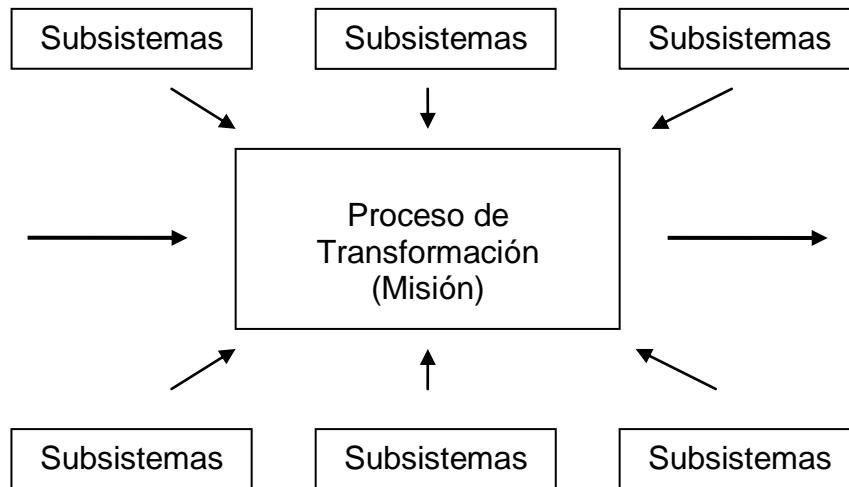 Subsistemas
Subsistemas
Subsistemas
Proceso de
Transformación
(Misión)
Subsistemas
Subsistemas
Subsistemas